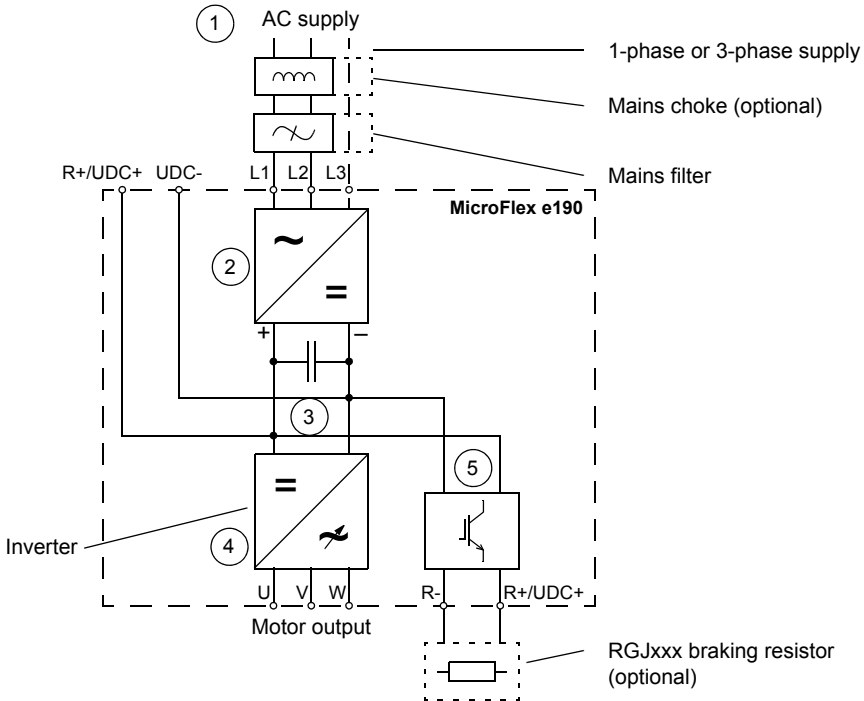 1
AC supply
1-phase or 3-phase supply
Mains choke (optional)
Mains filter
R+/UDC+ UDC- L1 L2 L3
MicroFlex e190
2
~
=
+ –
3
5
=
~
Inverter
4
U V W R- R+/UDC+
Motor output
RGJxxx braking resistor
(optional)